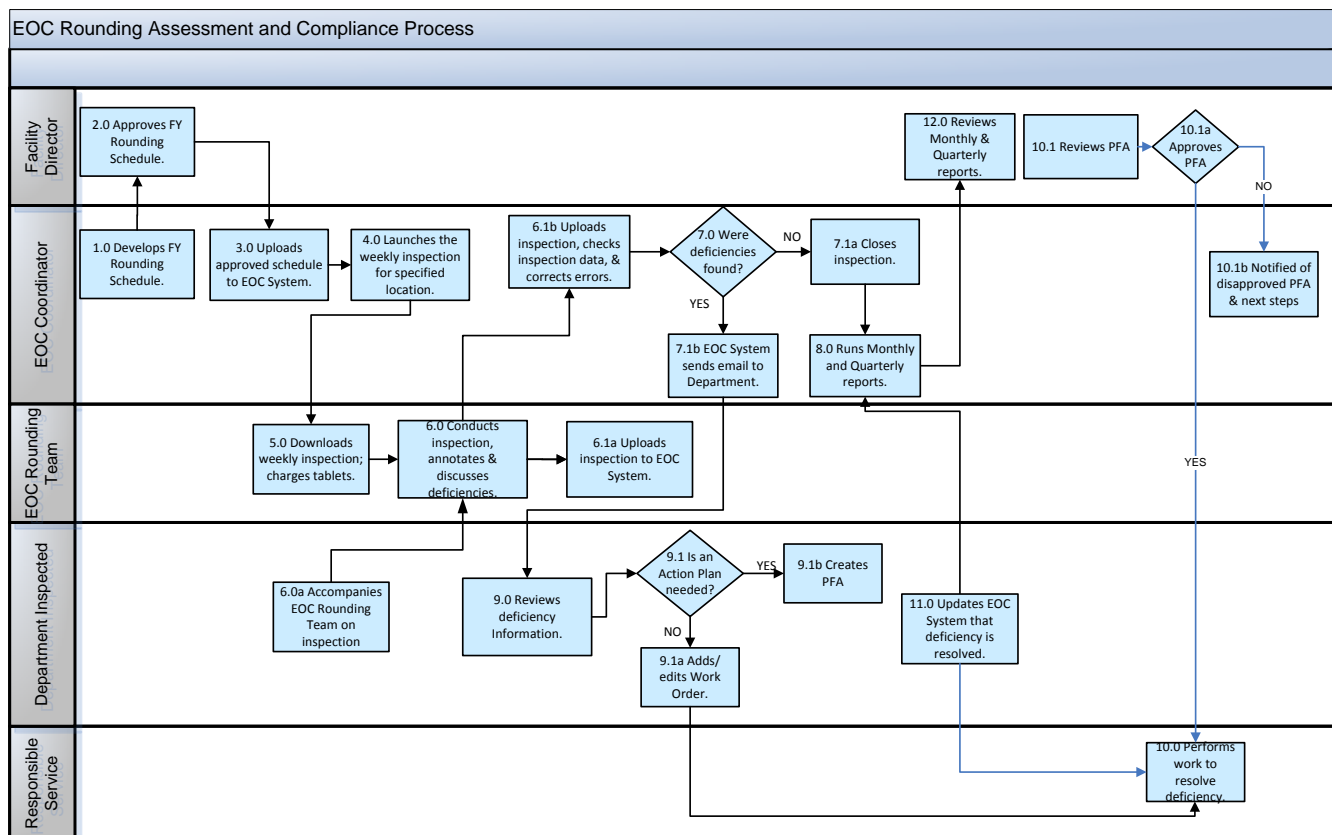 EOC Rounding Assessment and Compliance Process
Facility
Director
2.0 Approves FY
Rounding
Schedule.
12.0 Reviews
Monthly &
Quarterly
reports.
10.1 Reviews PFA
10.1a
Approves
PFA
NO
EOC Coordinator
1.0 Develops FY
Rounding
Schedule.
3.0 Uploads
approved schedule
to EOC System.
4.0 Launches the
weekly inspection
for specified
location.
6.1b Uploads
inspection, checks
inspection data, &
corrects errors.
7.0 Were
deficiencies
found?
NO
7.1a Closes
inspection.
10.1b Notified of
disapproved PFA
& next steps
YES
7.1b EOC System
sends email to
Department.
8.0 Runs Monthly
and Quarterly
reports.
EOC Rounding
Team
5.0 Downloads
weekly inspection;
charges tablets.
6.0 Conducts
inspection,
annotates &
discusses
deficiencies.
6.1a Uploads
inspection to EOC
System.
YES
Department Inspected
6.0a Accompanies
EOC Rounding
Team on
inspection
9.0 Reviews
deficiency
Information.
9.1 Is an
Action Plan
needed?
YES
9.1b Creates
PFA
NO
9.1a Adds/
edits Work
Order.
11.0 Updates EOC
System that
deficiency is
resolved.
Responsible
Service
10.0 Performs
work to
resolve
deficiency.